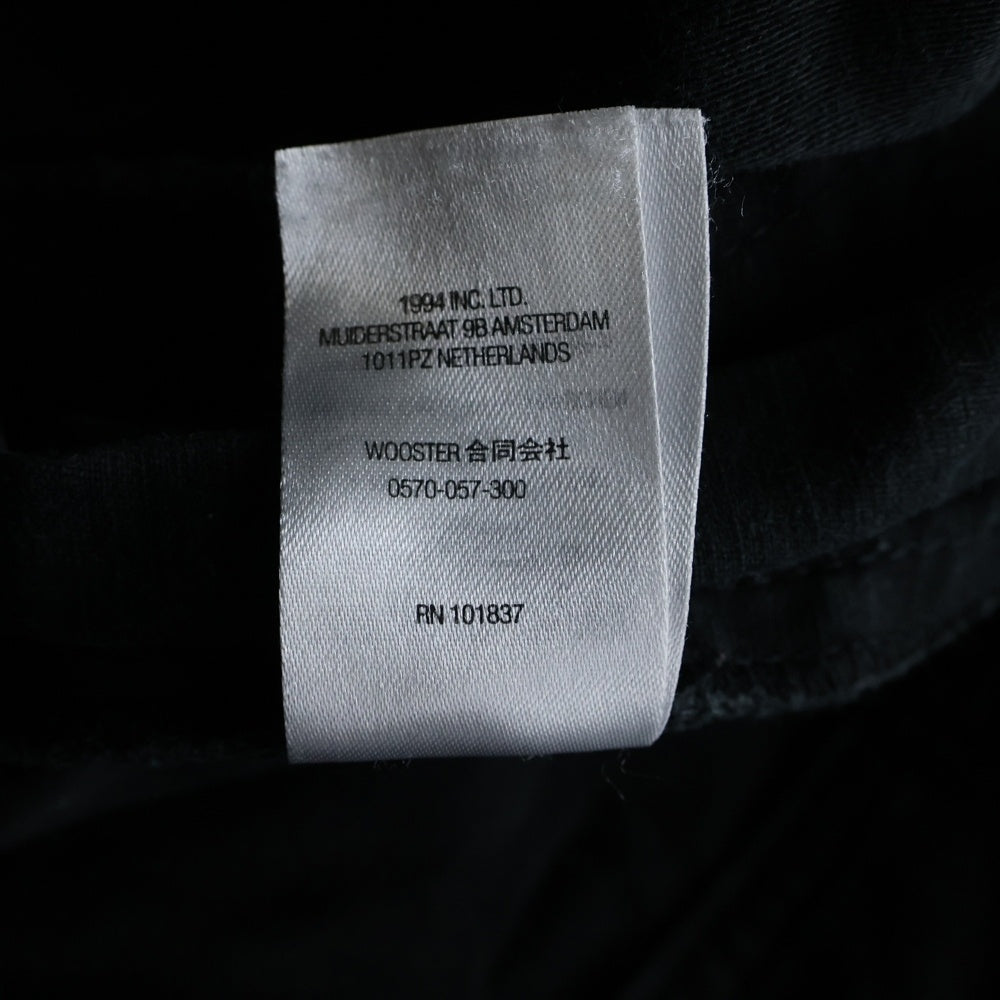 1994 INC. LTD.
MUIDERSTRAAT 9B AMSTERDAM
1011PZ NETHERLANDS
WOOSTER 合同会社
0570-057-300
RN 101837